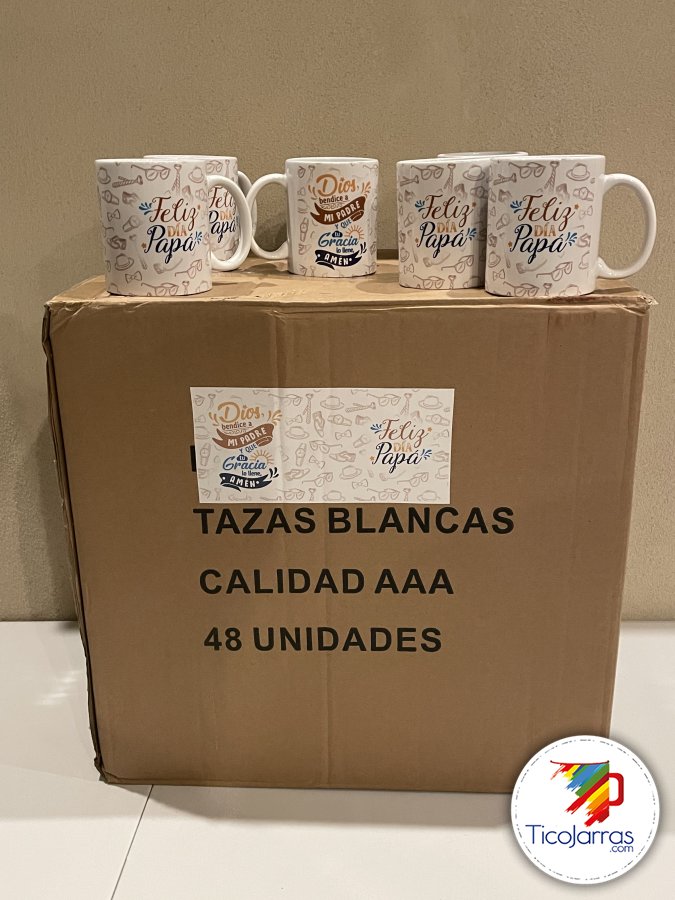 Feliz
DÍA
Papá
Dios
bendice a
MI PADRE
Y QUE
tu
Gracia
lo llene,
AMÉN
Feliz
DÍA
Papá
Feliz
DÍA
Papá
Dios
bendice a
MI PADRE
Y QUE
tu
Gracia
lo llene,
AMÉN
Feliz
DÍA
Papá
TAZAS BLANCAS
CALIDAD AAA
48 UNIDADES
TicoJarras
.com